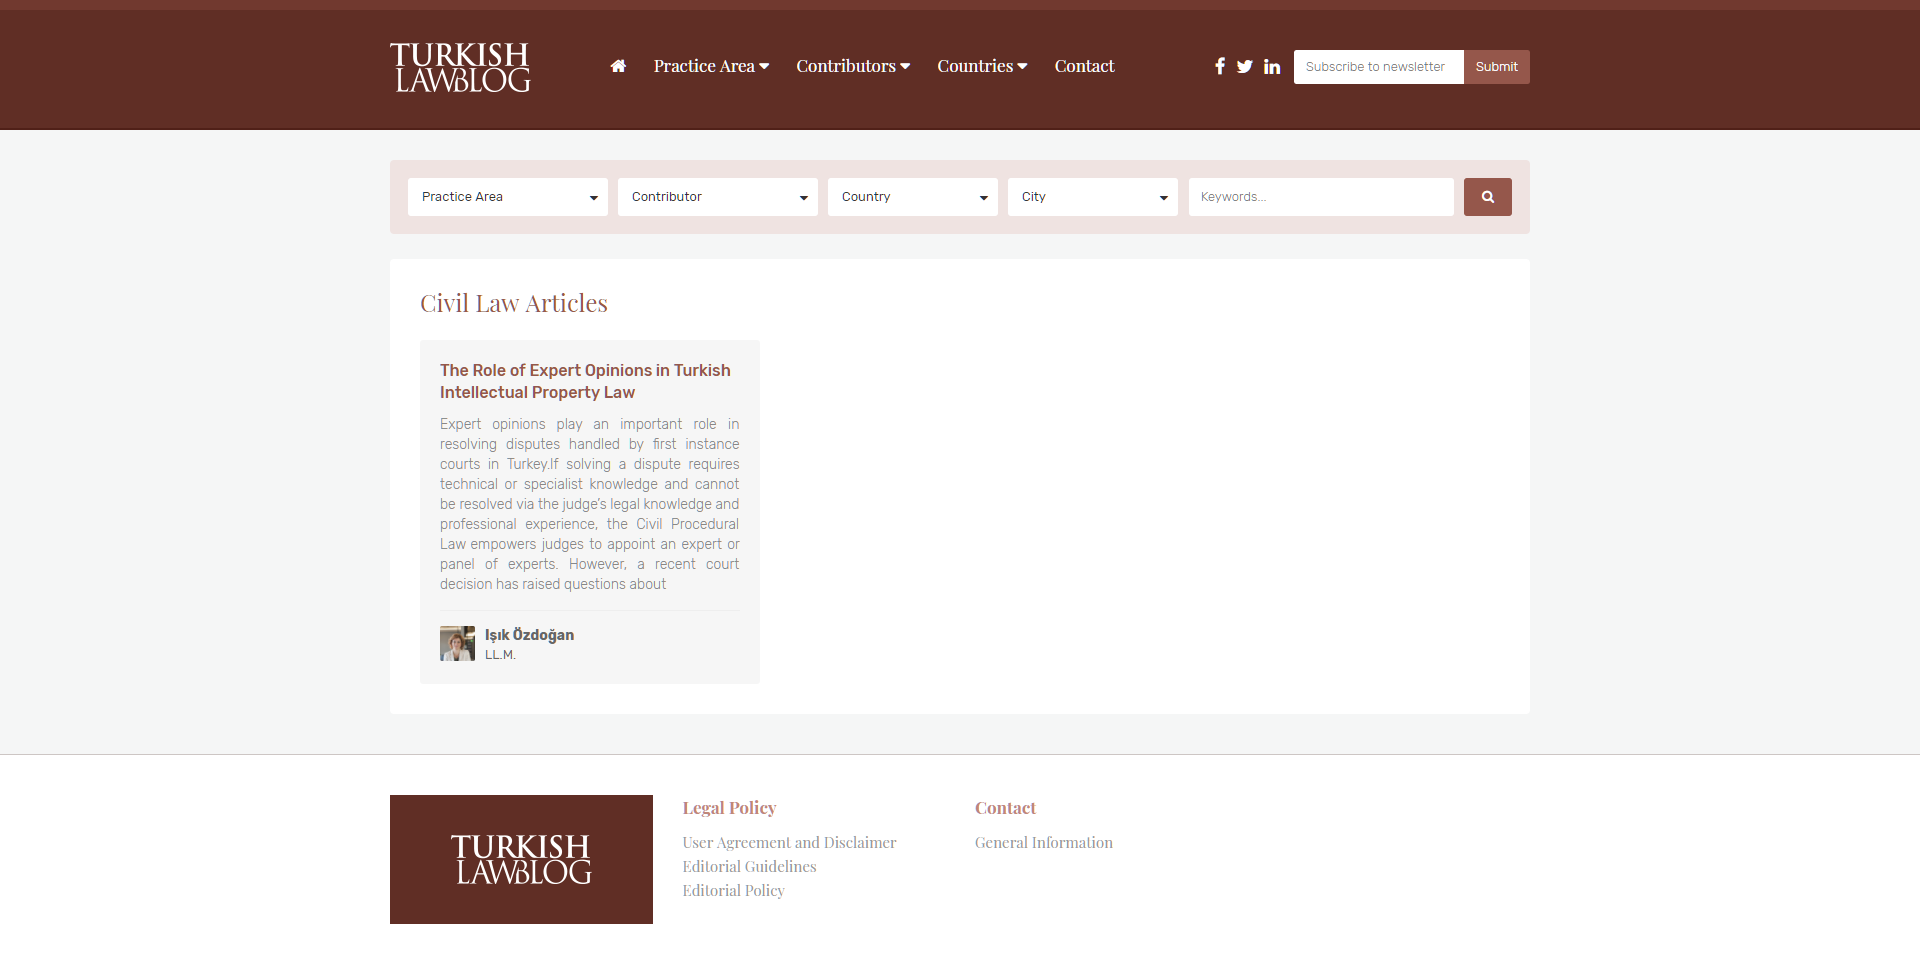 TURKISH
LAWBLOG
Practice Area
Contributors
Countries
Contact
Subscribe to newsletter
Submit
Practice Area
Contributor
Country
City
Keywords...
Civil Law Articles
The Role of Expert Opinions in Turkish
Intellectual Property Law
Expert opinions play an important role in
resolving disputes handled by first instance
courts in Turkey.If solving a dispute requires
technical or specialist knowledge and cannot
be resolved via the judge's legal knowledge and
professional experience, the Civil Procedural
Law empowers judges to appoint an expert or
panel of experts. However, a recent court
decision has raised questions about
Işık Özdoğan
LL.M.
TURKISH
LAWBLOG
Legal Policy
User Agreement and Disclaimer
Editorial Guidelines
Editorial Policy
Contact
General Information